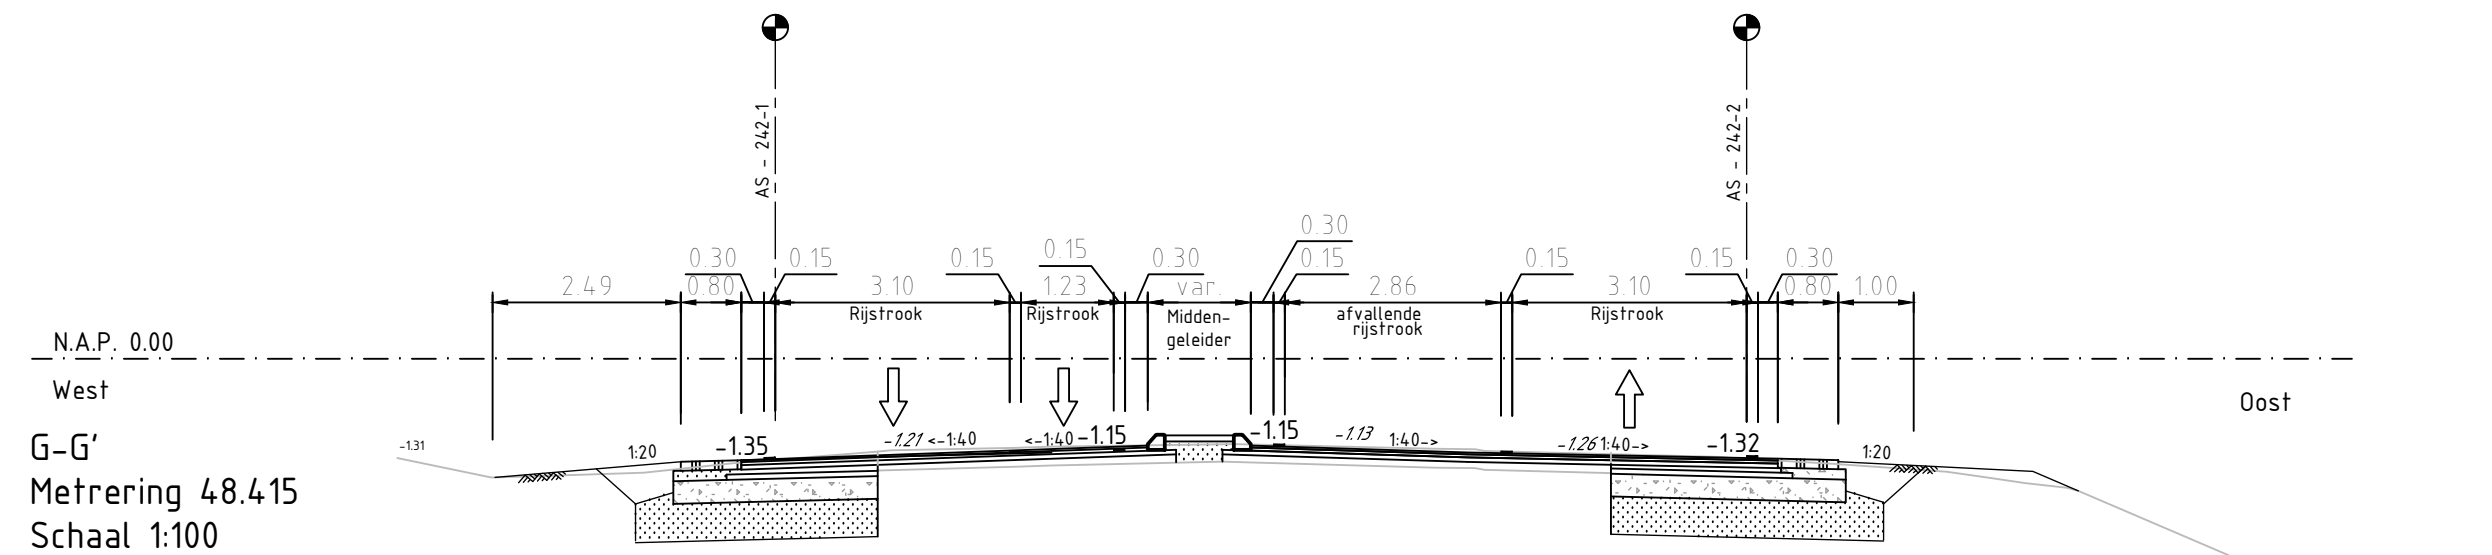 AS - 242-1
AS - 242-2
0.30
0.30 0.15 0.15 0.15 0.30 0.15 0.15 0.15 0.30
2.49 0.80 3.10 1.23 var. 2.86 3.10 0.80 1.00
Rijstrook Rijstrook Midden- afvallende Rijstrook
geleider rijstrook
N.A.P. 0.00
West
Oost
G-G'
Metrering 48.415
Schaal 1:100
-1.31 1:20 -1.35 -1.21 <-1:40 <-1:40 -1.15 -1.15 -1.13 1:40-> -1.26 1:40-> -1.32 1:20